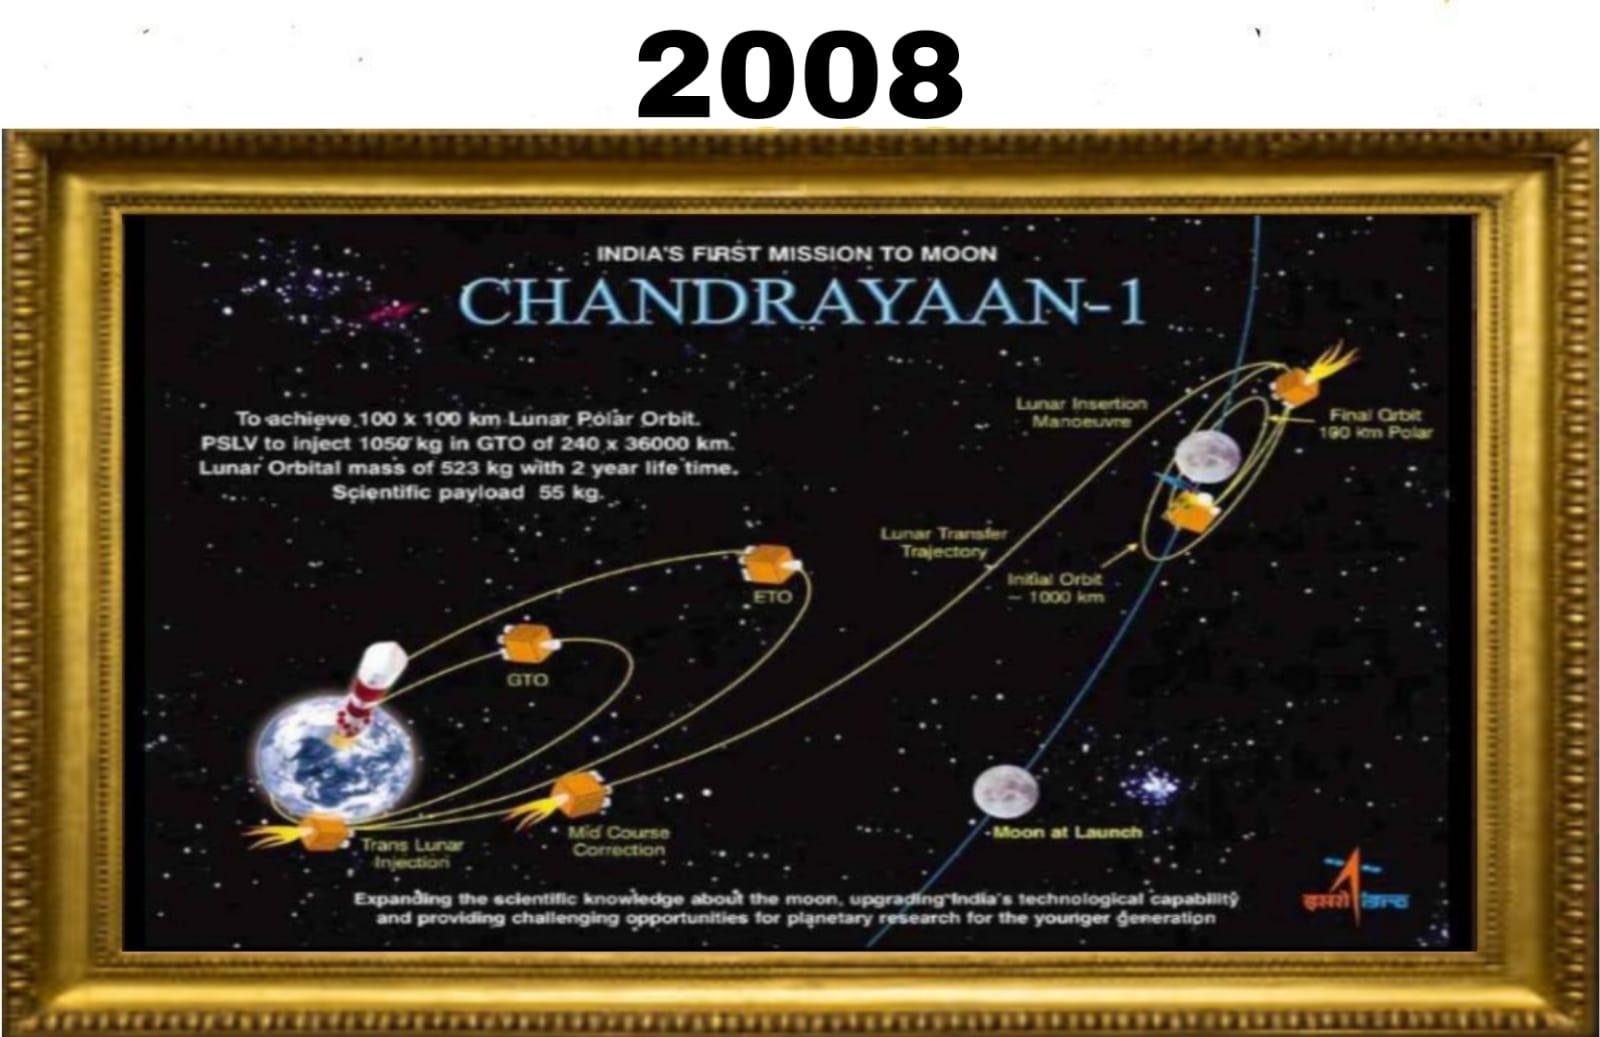 2008
INDIA'S FIRST MISSION TO MOON
CHANDRAYAAN-1
To achieve 100 x 100 km Lunar Polar Orbit.
PSLV to inject 1050 kg in GTO of 240 x 36000 km.
Lunar Orbital mass of 523 kg with 2 year life time.
Scientific payload 55 kg.
Lunar Insertion
Manoeuvre
Final Orbit
100 km Polar
Lunar Transfer
Trajectory
Initial Orbit
~ 1000 km
ETO
GTO
Mid Course
Correction
Trans Lunar
Injection
Moon at Launch
Expanding the scientific knowledge about the moon, upgrading India's technological capability
and providing challenging opportunities for planetary research for the younger generation
इसरो isro